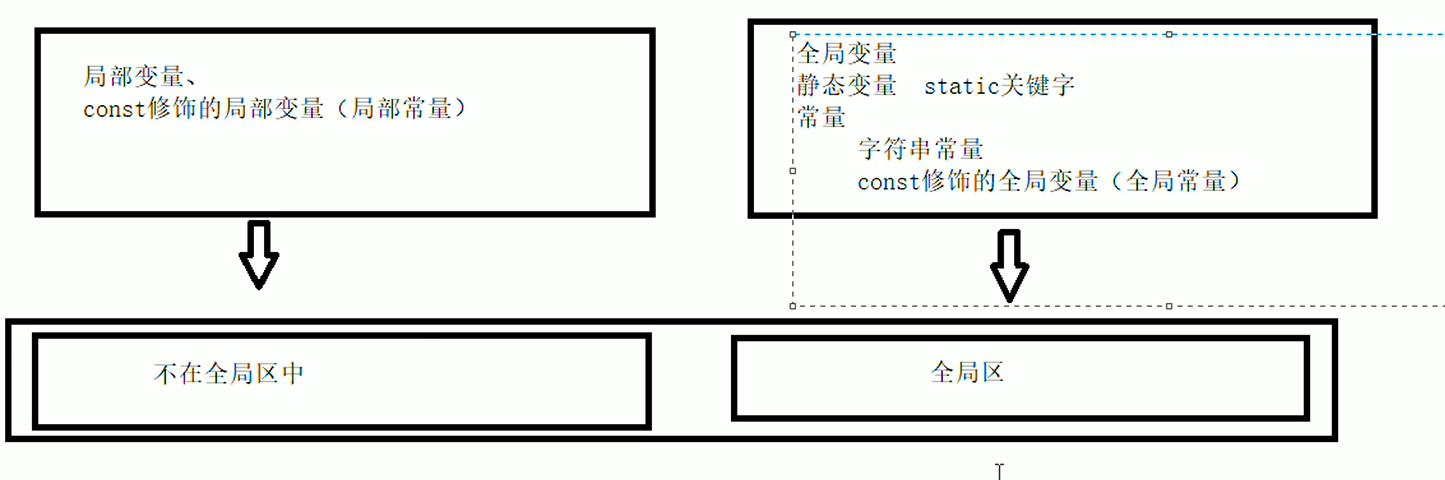 局部变量、
const修饰的局部变量（局部常量）
全局变量
静态变量  static关键字
常量
字符串常量
const修饰的全局变量（全局常量）
不在全局区中
全局区